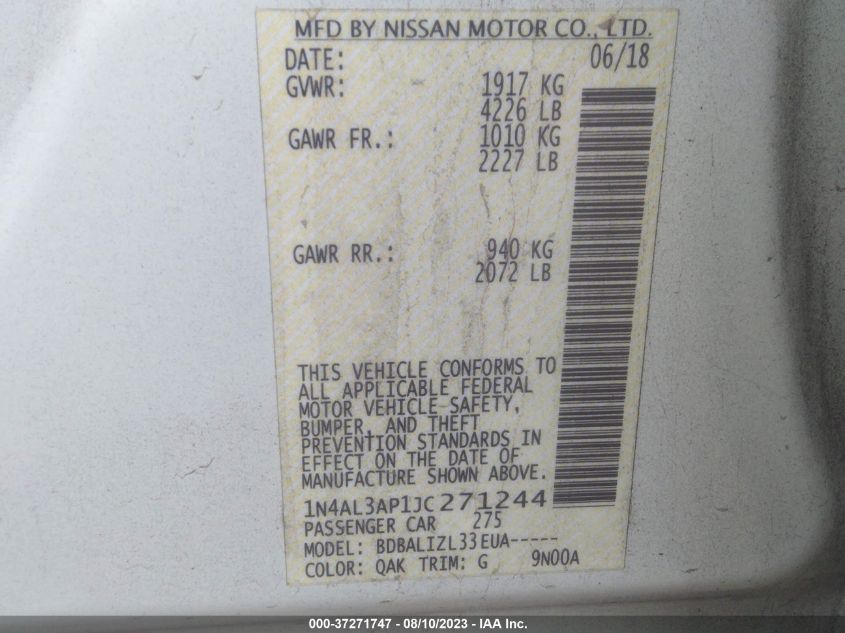 MFD BY NISSAN MOTOR CO., LTD.
DATE: 06/18
GVWR: 1917 KG
4226 LB
GAWR FR.: 1010 KG
2227 LB
GAWR RR.: 940 KG
2072 LB
THIS VEHICLE CONFORMS TO
ALL APPLICABLE FEDERAL
MOTOR VEHICLE SAFETY,
BUMPER, AND THEFT
PREVENTION STANDARDS IN
EFFECT ON THE DATE OF
MANUFACTURE SHOWN ABOVE.
1N4AL3AP1JC271244
PASSENGER CAR 275
MODEL: BDBALIZL33EUA-----
COLOR: QAK TRIM: G 9N00A
000-37271747 - 08/10/2023 - IAA Inc.